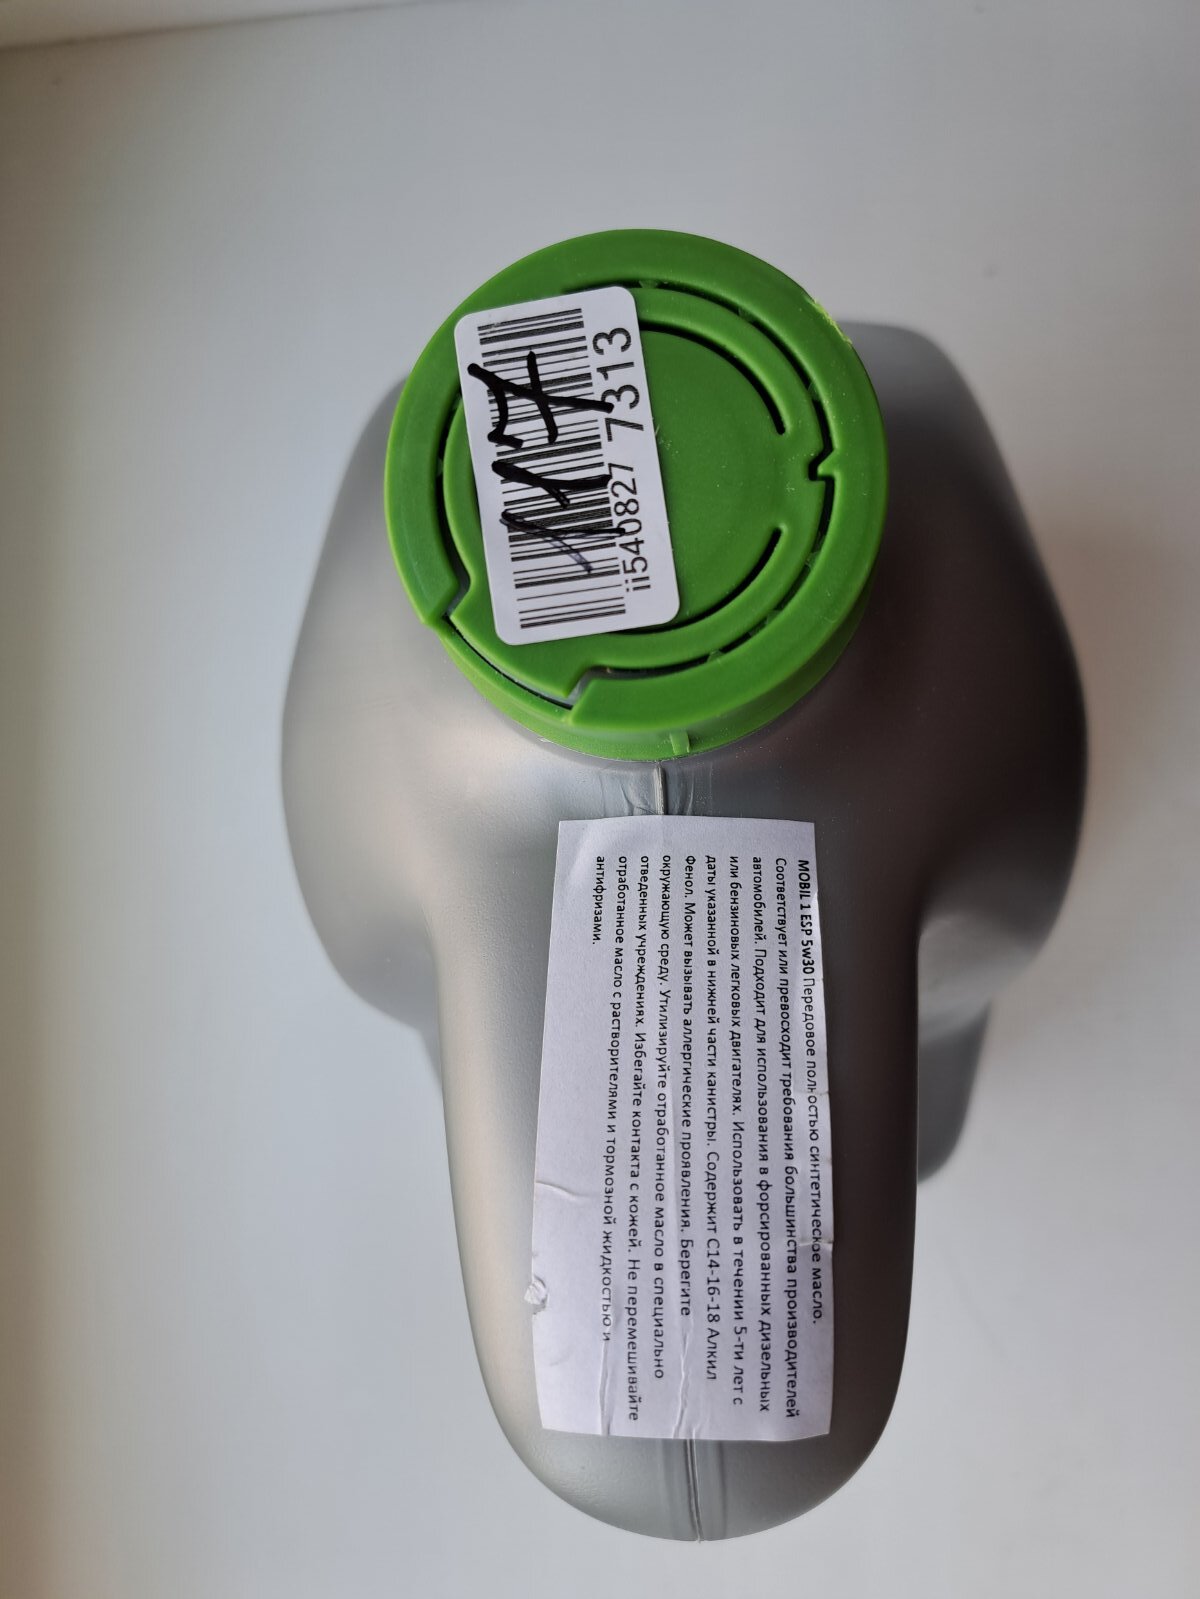 ii540827 7313
MOBIL 1 ESP 5w30 Передовое полностью синтетическое масло.
Соответствует или превосходит требования большинства производителей
автомобилей. Подходит для использования в форсированных дизельных
или бензиновых легковых двигателях. Использовать в течении 5-ти лет с
даты указанной в нижней части канистры. Содержит С14-16-18 Алкил
Фенол. Может вызывать аллергические проявления. Берегите
окружающую среду. Утилизируйте отработанное масло в специально
отведенных учреждениях. Избегайте контакта с кожей. Не перемешивайте
отработанное масло с растворителями и тормозной жидкостью и
антифризами.